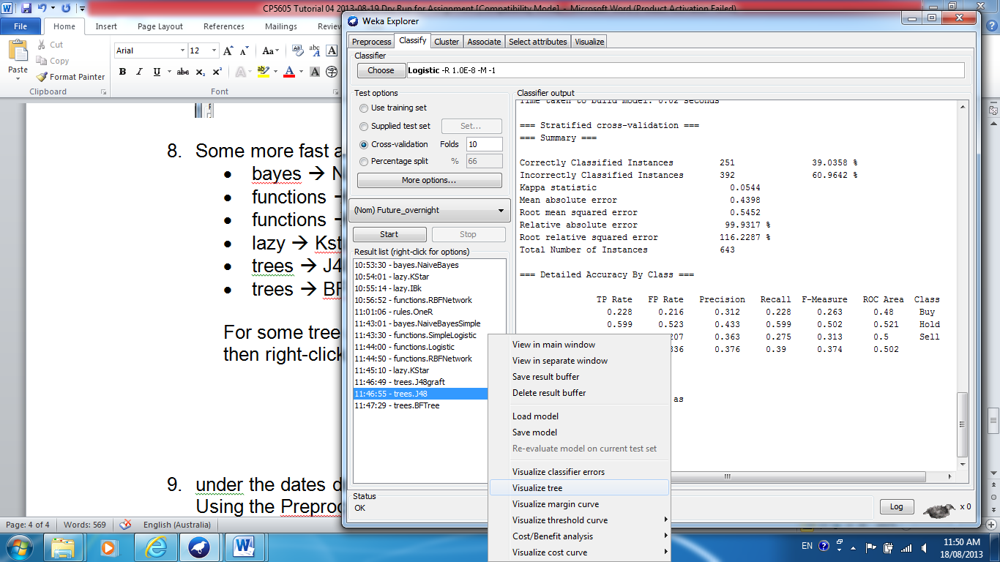 CP5605 Tutorial 04 2013-08-19 Dry Run for Assignment [Compatibility Mode] - Microsoft Word (Product Activation Failed)
File Home Insert Page Layout References Mailings Review
Paste
Cut
Copy
Format Painter
Clipboard
Arial 12
Font
8. Some more fast a
• bayes → N
• functions →
• functions →
• lazy → Kst
• trees → J4
• trees → BF
For some tree
then right-click
9. under the dates d
Using the Preproc
Page: 4 of 4 Words: 569 English (Australia)
Weka Explorer
Preprocess Classify Cluster Associate Select attributes Visualize
Classifier
Choose Logistic -R 1.0E-8 -M -1
Test options
Use training set
Supplied test set Set...
Cross-validation Folds 10
Percentage split % 66
More options...
(Nom) Future_overnight
Start Stop
Result list (right-click for options)
10:53:30 - bayes.NaiveBayes
10:54:01 - lazy.KStar
10:55:14 - lazy.IBk
10:56:52 - functions.RBFNetwork
11:01:06 - rules.OneR
11:43:01 - bayes.NaiveBayesSimple
11:43:30 - functions.SimpleLogistic
11:44:00 - functions.Logistic
11:44:50 - functions.RBFNetwork
11:45:10 - lazy.KStar
11:46:49 - trees.J48graft
11:46:55 - trees.J48
11:47:29 - trees.BFTree
Classifier output
Time taken to build model: 0.02 seconds
=== Stratified cross-validation ===
=== Summary ===
Correctly Classified Instances 251 39.0358 %
Incorrectly Classified Instances 392 60.9642 %
Kappa statistic 0.0544
Mean absolute error 0.4398
Root mean squared error 0.5452
Relative absolute error 99.9317 %
Root relative squared error 116.2287 %
Total Number of Instances 643
=== Detailed Accuracy By Class ===
TP Rate FP Rate Precision Recall F-Measure ROC Area Class
0.228 0.216 0.312 0.228 0.263 0.48 Buy
0.599 0.523 0.433 0.599 0.502 0.521 Hold
207 0.363 0.275 0.313 0.5 Sell
336 0.376 0.39 0.374 0.502
as
View in main window
View in separate window
Save result buffer
Delete result buffer
Load model
Save model
Re-evaluate model on current test set
Visualize classifier errors
Visualize tree
Visualize margin curve
Visualize threshold curve
Cost/Benefit analysis
Visualize cost curve
Status
OK
Log x 0
EN
11:50 AM
18/08/2013